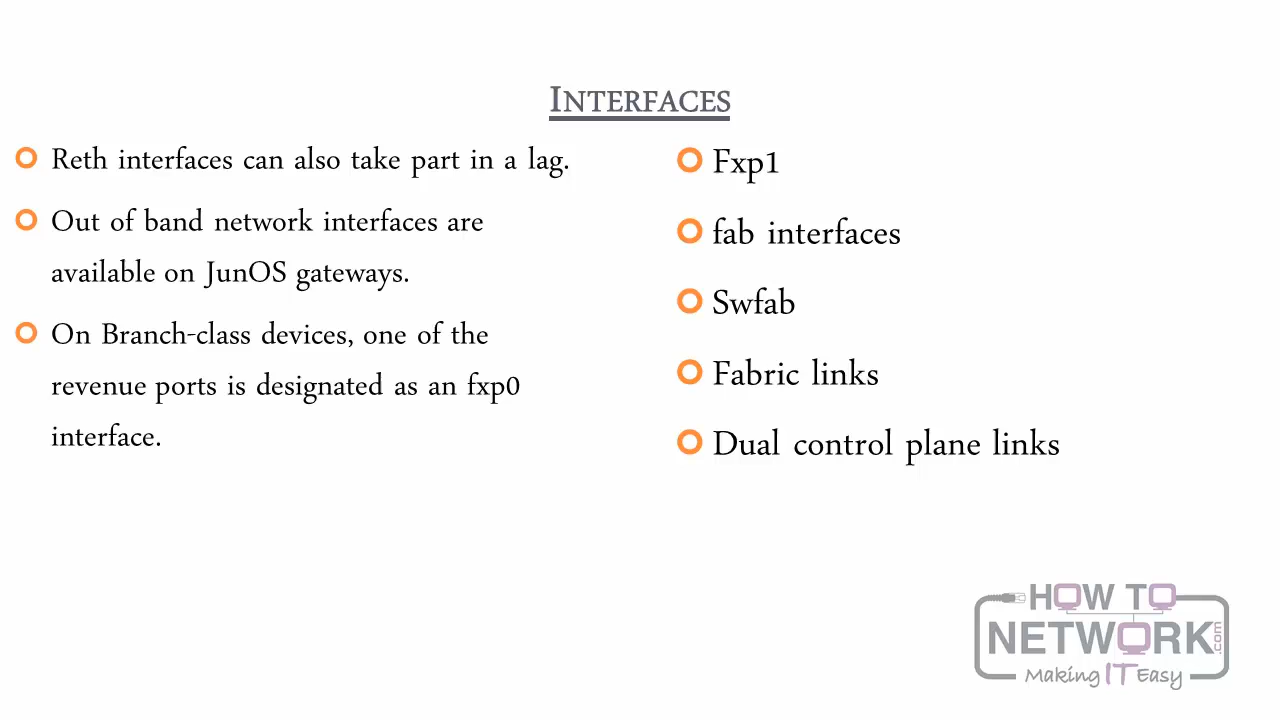 INTERFACES
Reth interfaces can also take part in a lag.
Out of band network interfaces are
available on JunOS gateways.
On Branch-class devices, one of the
revenue ports is designated as an fxp0
interface.
Fxp1
fab interfaces
Swfab
Fabric links
Dual control plane links
HOW TO
NETWORK.com
Making IT Easy